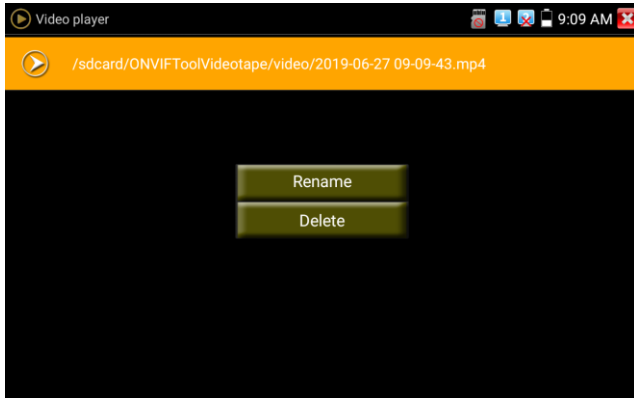 Video player
9:09 AM
/sdcard/ONVIFToolVideotape/video/2019-06-27 09-09-43.mp4
Rename
Delete